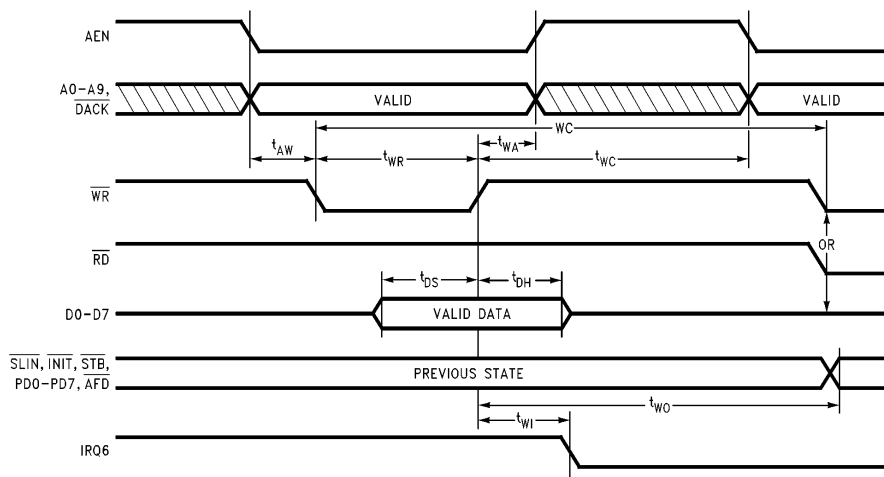 AEN
A0-A9,
DACK
VALID
VALID
WC
tAW
tWR
tWA
tWC
WR
RD
OR
tDS
tDH
D0-D7
VALID DATA
SLIN, INIT, STB,
PD0-PD7, AFD
PREVIOUS STATE
tWO
tWI
IRQ6